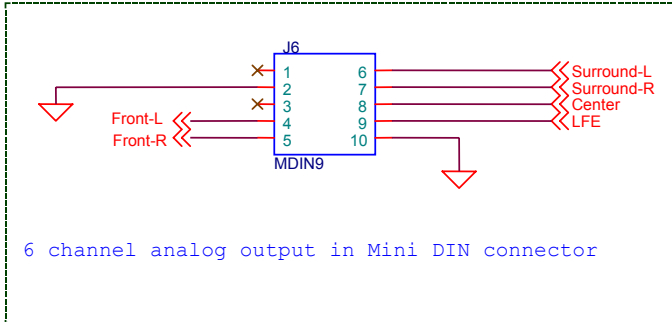 J6
1 6 Surround-L
2 7 Surround-R
3 8 Center
Front-L 4 9 LFE
Front-R 5 10
MDIN9
6 channel analog output in Mini DIN connector